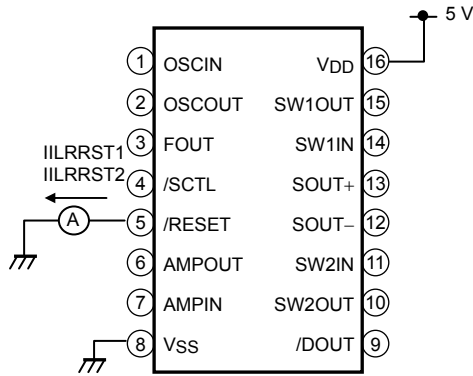 5 V
1 OSCIN VDD 16
2 OSCOUT SW1OUT 15
3 FOUT SW1IN 14
IILRRST1
IILRRST2
4 /SCTL SOUT+ 13
A
5 /RESET SOUT− 12
6 AMPOUT SW2IN 11
7 AMPIN SW2OUT 10
8 VSS /DOUT 9